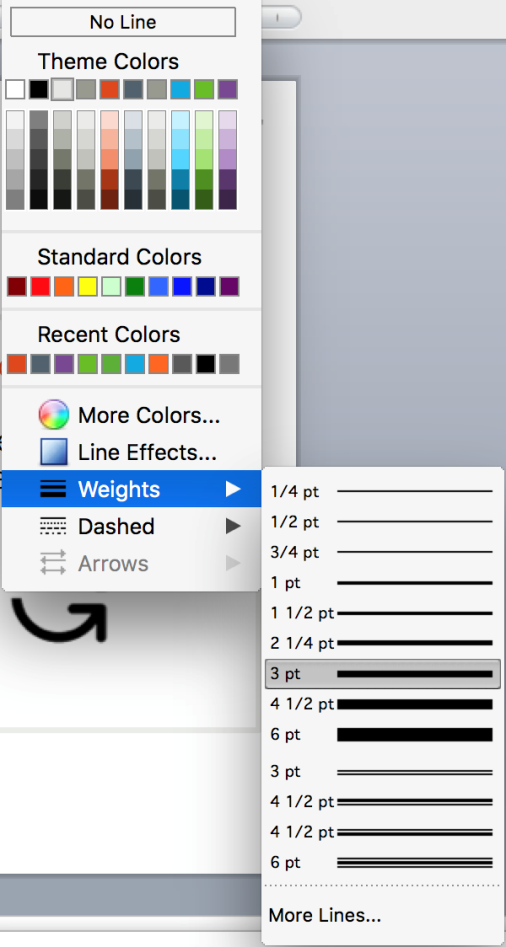 No Line
Theme Colors
Standard Colors
Recent Colors
More Colors...
Line Effects...
Weights
Dashed
Arrows
1/4 pt
1/2 pt
3/4 pt
1 pt
1 1/2 pt
2 1/4 pt
3 pt
4 1/2 pt
6 pt
3 pt
4 1/2 pt
4 1/2 pt
6 pt
More Lines...